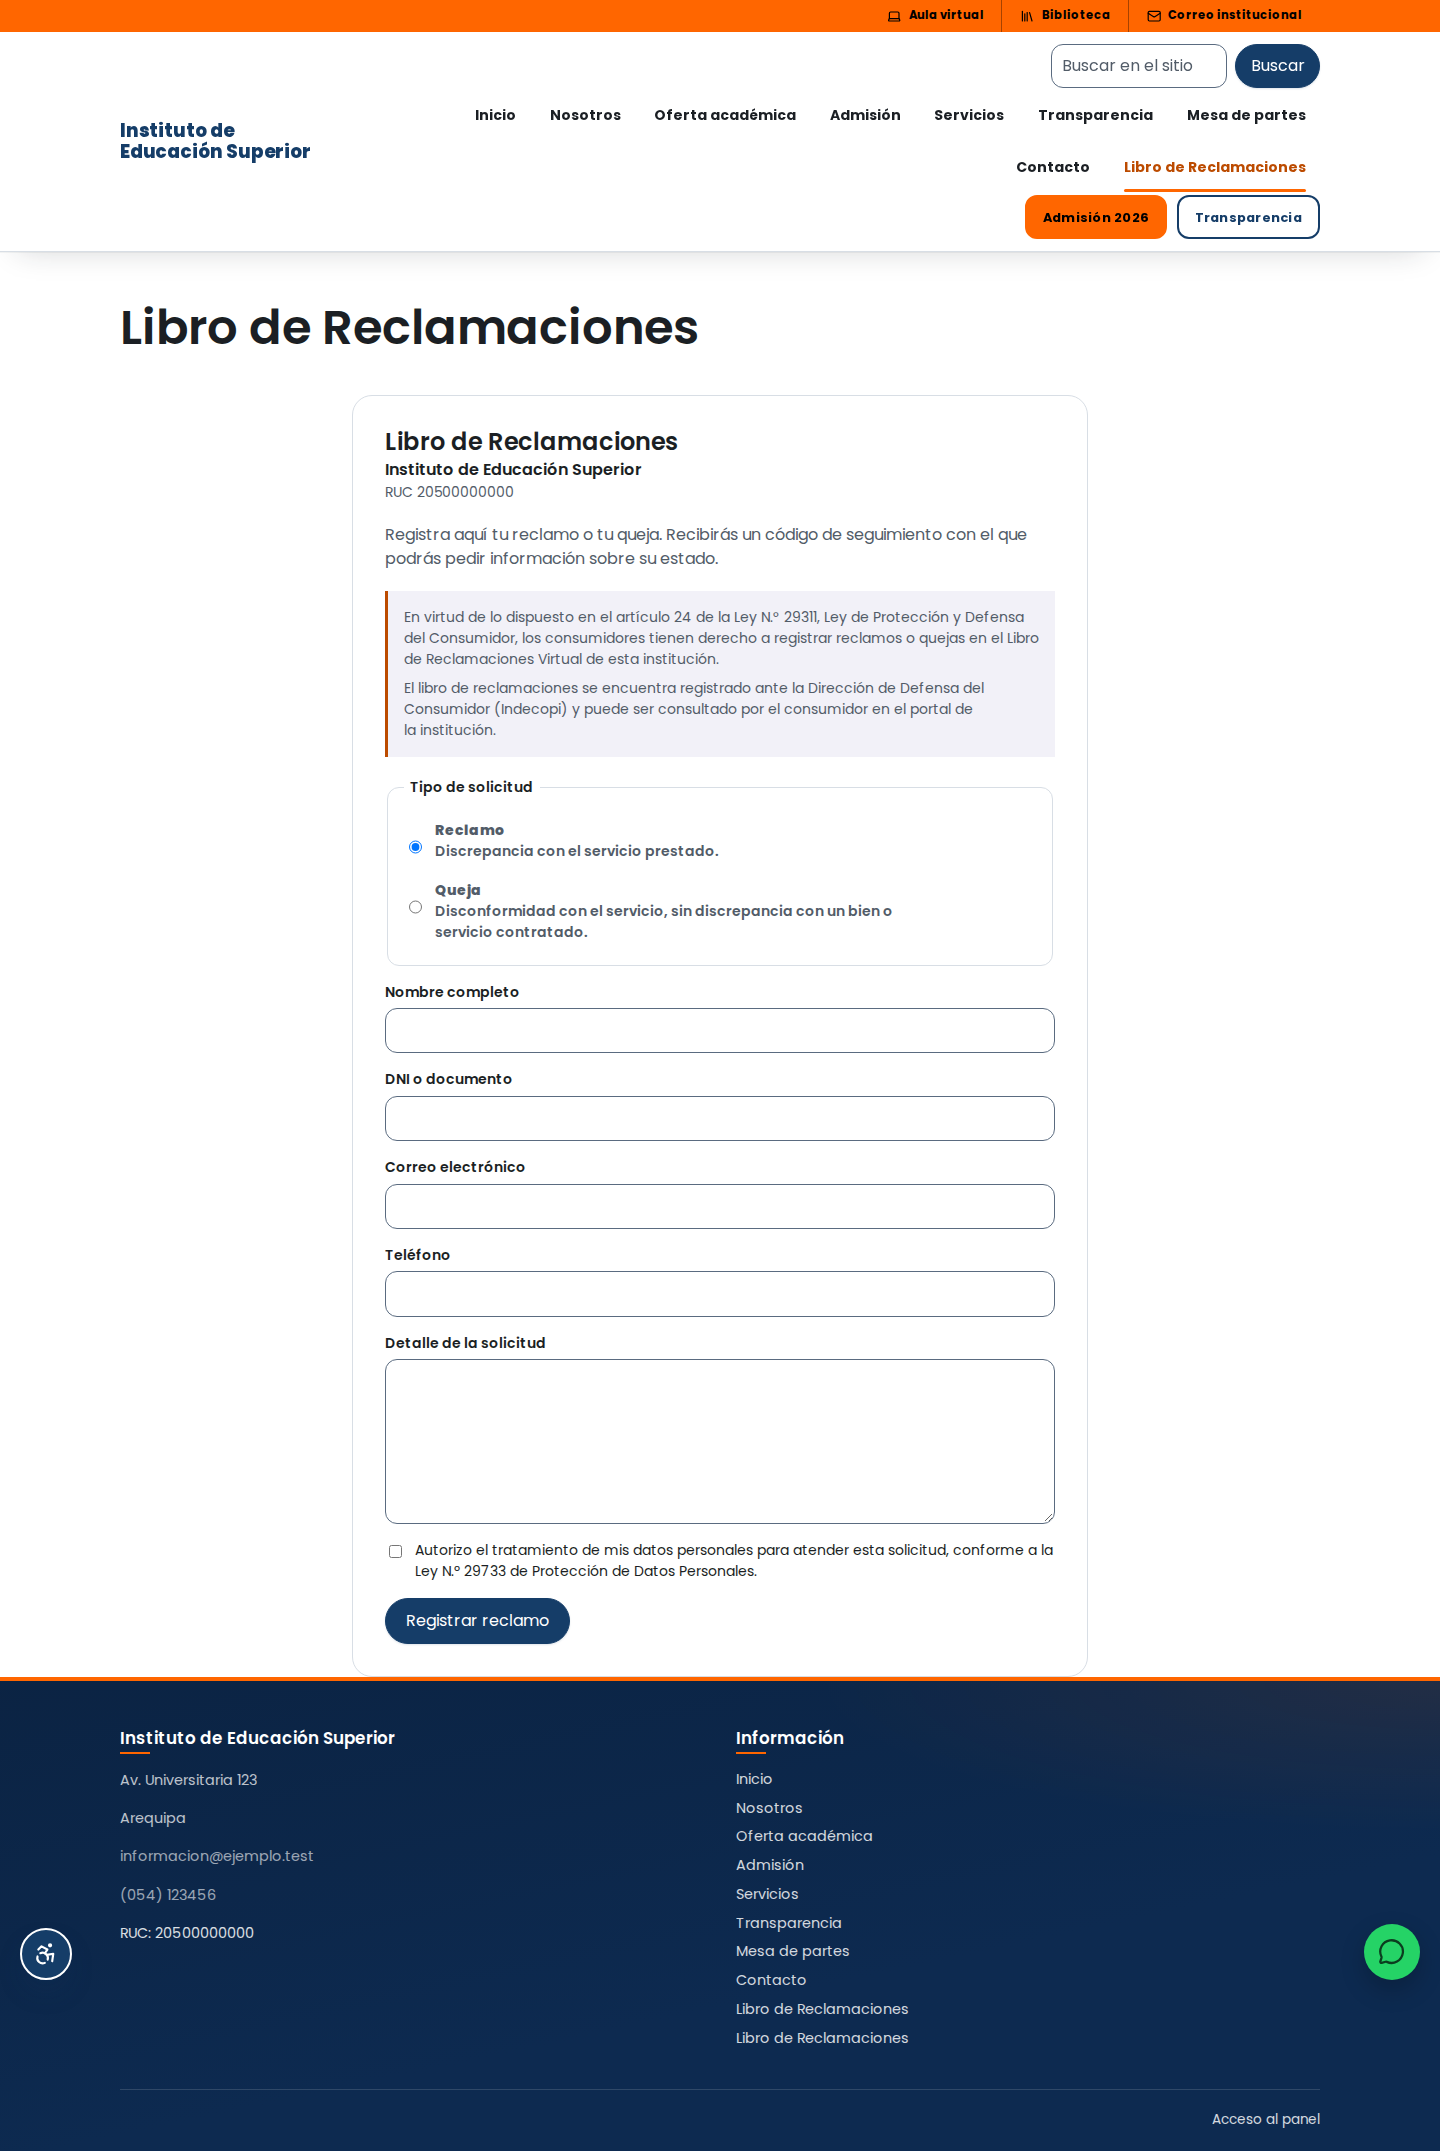 Aula virtual
Biblioteca
Correo institucional
Buscar en el sitio
Buscar
Instituto de
Educación Superior
Inicio
Nosotros
Oferta académica
Admisión
Servicios
Transparencia
Mesa de partes
Contacto
Libro de Reclamaciones
Admisión 2026
Transparencia
Libro de Reclamaciones
Libro de Reclamaciones
Instituto de Educación Superior
RUC 20500000000
Registra aquí tu reclamo o tu queja. Recibirás un código de seguimiento con el que
podrás pedir información sobre su estado.
En virtud de lo dispuesto en el artículo 24 de la Ley N.º 29311, Ley de Protección y Defensa
del Consumidor, los consumidores tienen derecho a registrar reclamos o quejas en el Libro
de Reclamaciones Virtual de esta institución.
El libro de reclamaciones se encuentra registrado ante la Dirección de Defensa del
Consumidor (Indecopi) y puede ser consultado por el consumidor en el portal de
la institución.
Tipo de solicitud
Reclamo
Discrepancia con el servicio prestado.
Queja
Disconformidad con el servicio, sin discrepancia con un bien o
servicio contratado.
Nombre completo
DNI o documento
Correo electrónico
Teléfono
Detalle de la solicitud
Autorizo el tratamiento de mis datos personales para atender esta solicitud, conforme a la
Ley N.º 29733 de Protección de Datos Personales.
Registrar reclamo
Instituto de Educación Superior
Av. Universitaria 123
Arequipa
informacion@ejemplo.test
(054) 123456
RUC: 20500000000
Información
Inicio
Nosotros
Oferta académica
Admisión
Servicios
Transparencia
Mesa de partes
Contacto
Libro de Reclamaciones
Libro de Reclamaciones
Acceso al panel